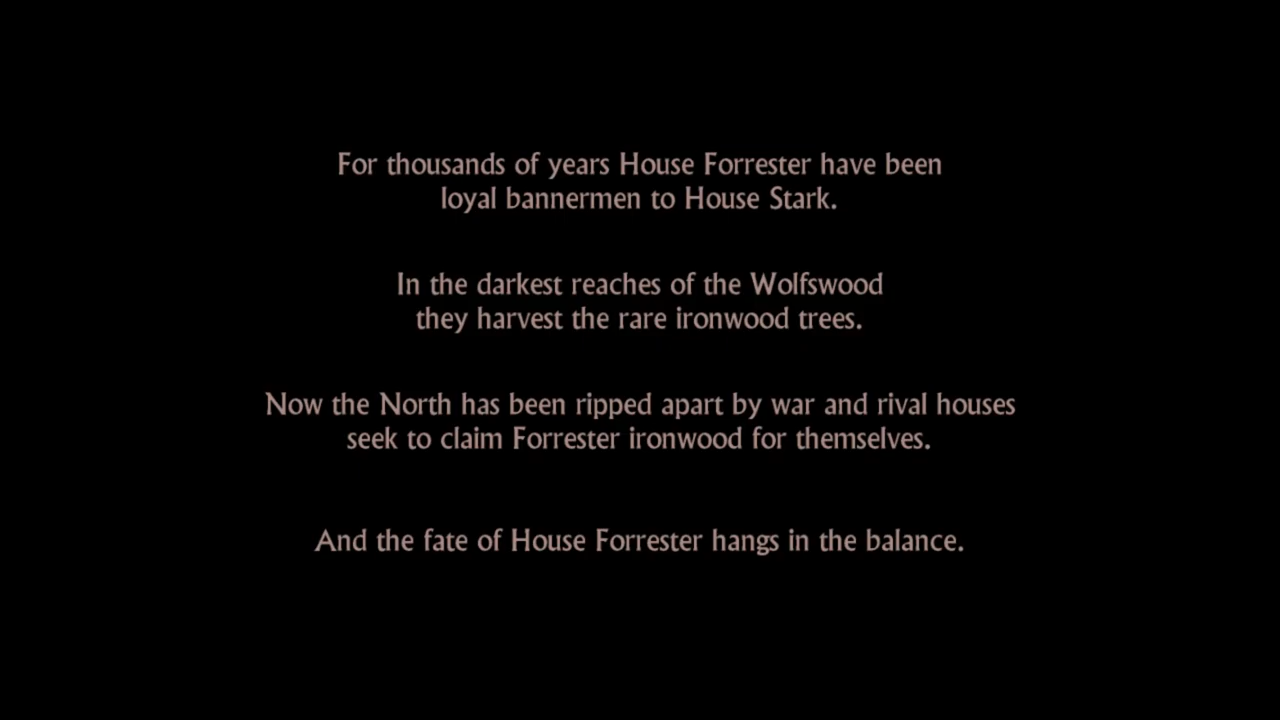 For thousands of years House Forrester have been
loyal bannermen to House Stark.
In the darkest reaches of the Wolfswood
they harvest the rare ironwood trees.
Now the North has been ripped apart by war and rival houses
seek to claim Forrester ironwood for themselves.
And the fate of House Forrester hangs in the balance.